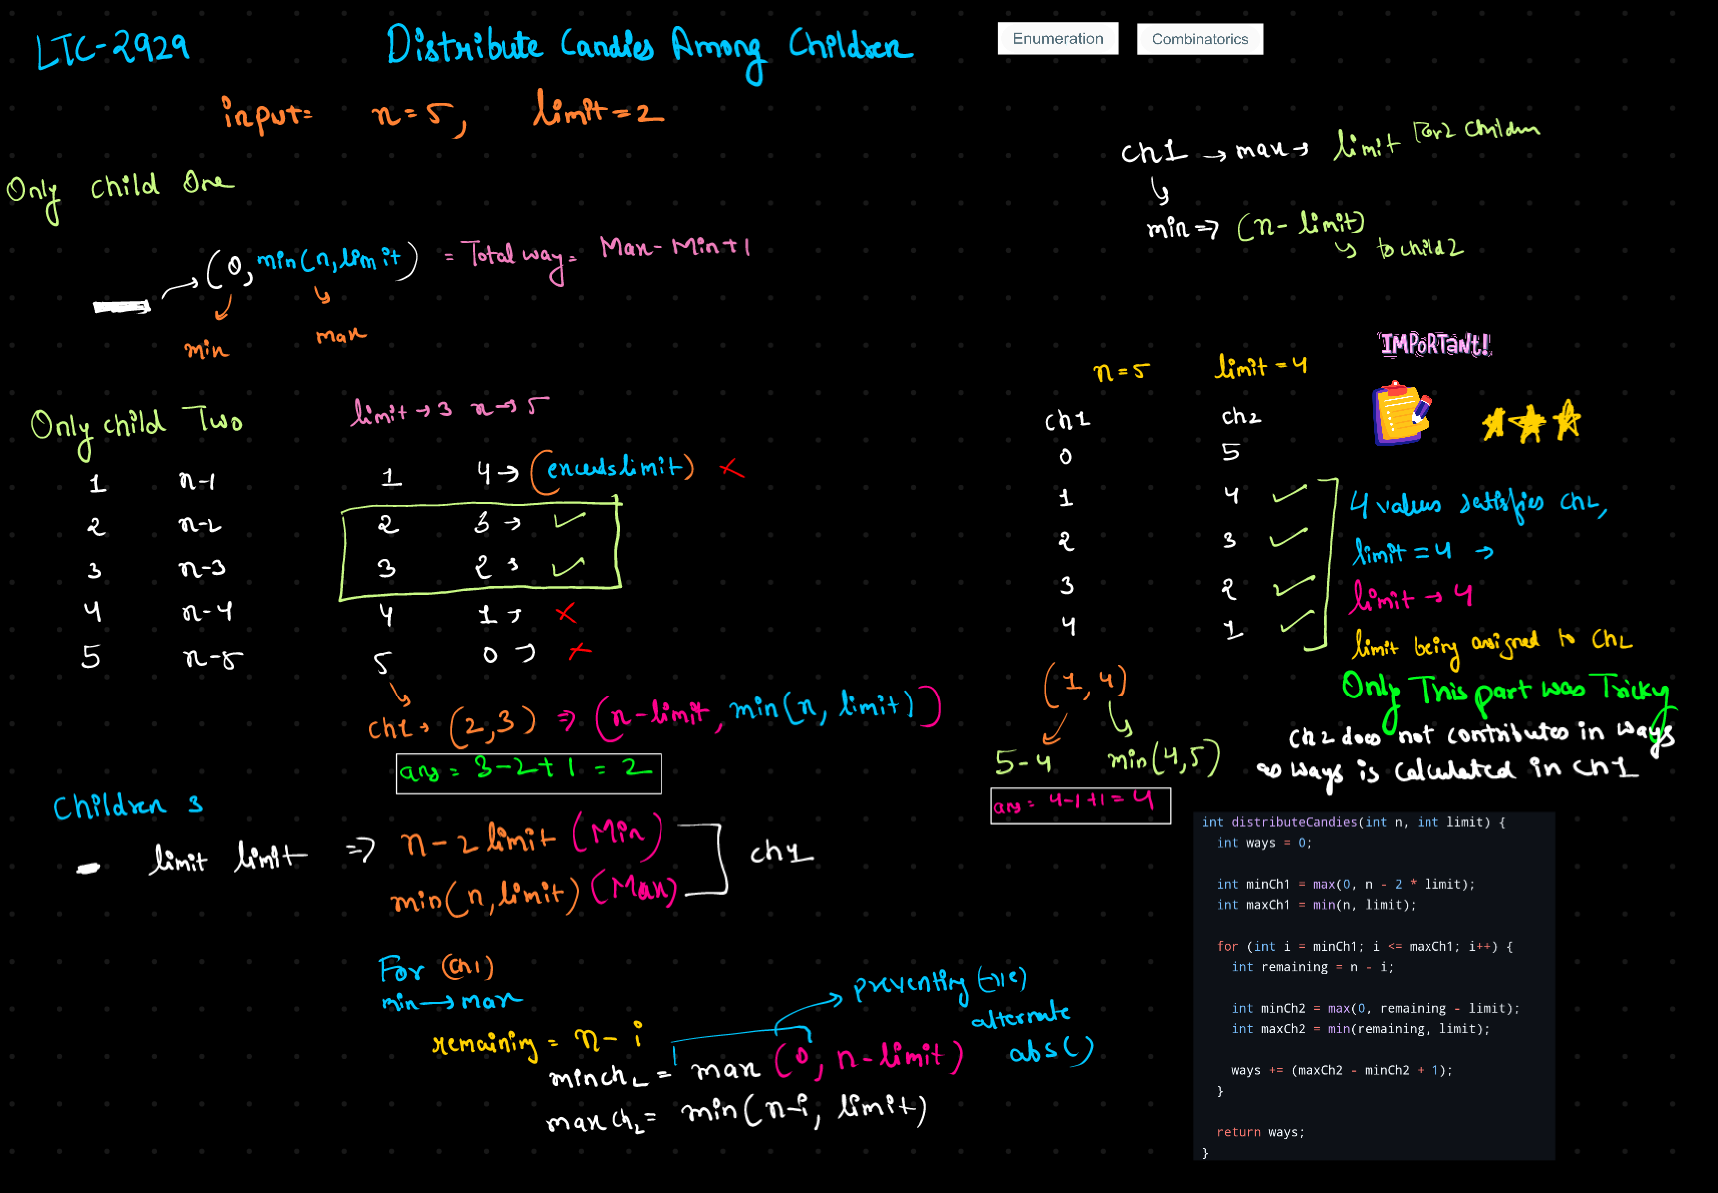 LTC-2929 Distribute Candies Among Children
Enumeration Combinatorics
input= n=5, limit=2
Only child One
(0, min(n, limit) = Total way = Max - Min + 1
min
max
ch1 → max → limit For 2 Children
min => (n - limit)
to child 2
Only child Two limit → 3 n → 5
1 n-1 1 4 → (exceeds limit) ✗
2 n-2 2 3 → ✓
3 n-3 3 2 → ✓
4 n-4 4 1 → ✗
5 n-5 5 0 → ✗
ch1 → (2,3) => (n-limit, min(n, limit))
ans = 3-2+1 = 2
IMPORTANT!
n=5 limit=4
ch1 ch2
0 5
1 4 ✓
2 3 ✓
3 2 ✓
4 1 ✓
4 values satisfies Ch2,
limit = 4 →
limit → 4
limit being assigned to Ch2
Only This part was Tricky
Ch2 does not contributes in ways
as ways is calculated in Ch1
(1, 4)
5-4 min(4,5)
ans = 4-1+1 = 4
Children 3
- limit limit => n-2limit (Min)
min(n, limit) (Max)
ch1
For (ch1)
min → max
remaining = n - i
minch2 = max (0, n-limit)
maxCh2 = min(n-i, limit)
preventing (-ve)
alternate
abs()
int distributeCandies(int n, int limit) {
int ways = 0;
int minCh1 = max(0, n - 2 * limit);
int maxCh1 = min(n, limit);
for (int i = minCh1; i <= maxCh1; i++) {
int remaining = n - i;
int minCh2 = max(0, remaining - limit);
int maxCh2 = min(remaining, limit);
ways += (maxCh2 - minCh2 + 1);
}
return ways;
}